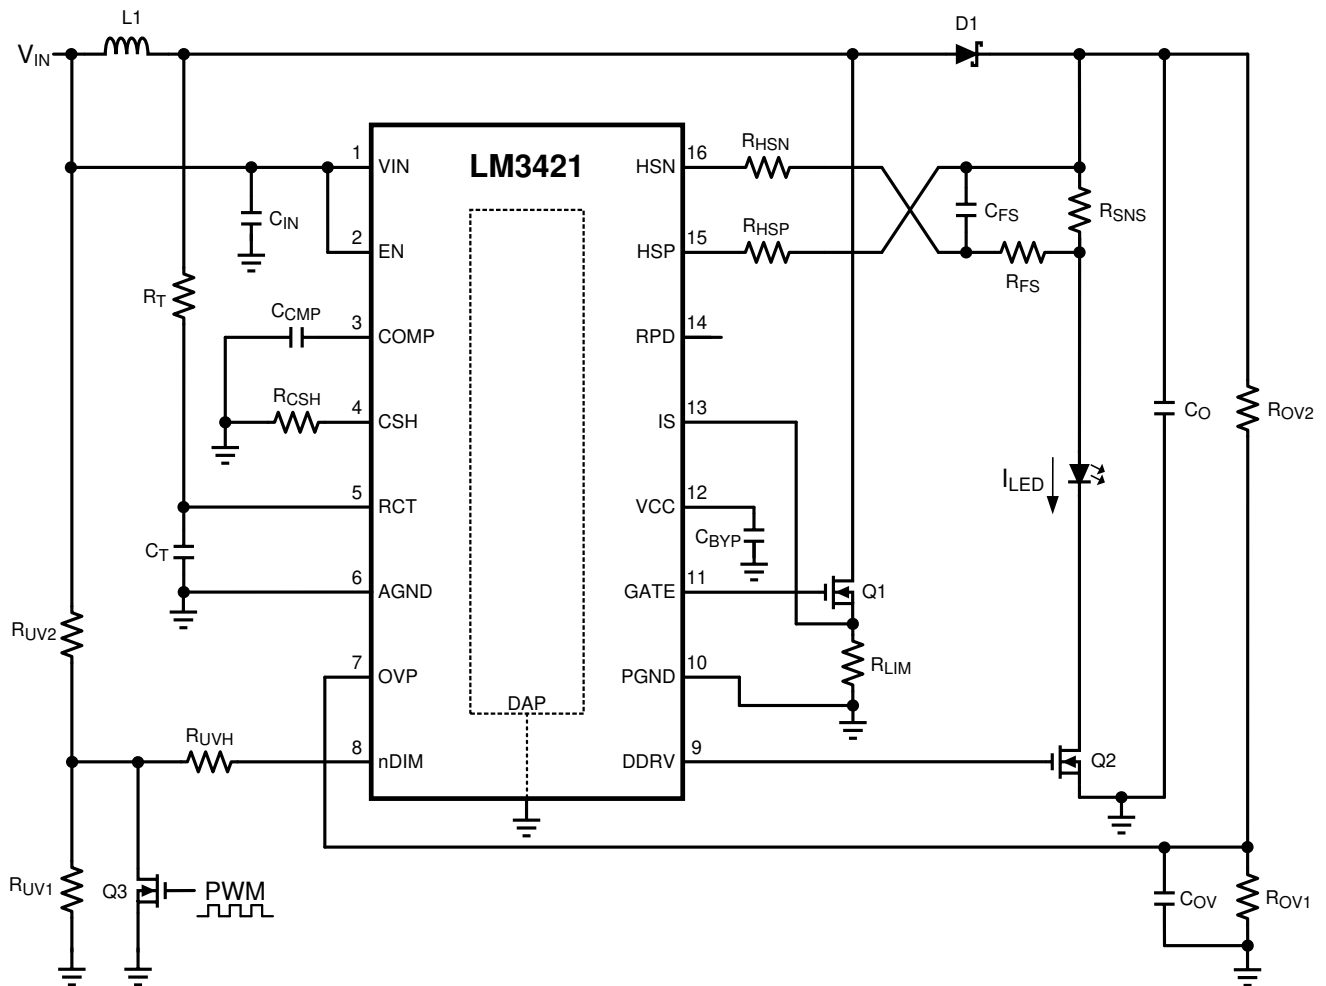 L1
D1
VIN
LM3421
1
VIN
HSN
16
RHSN
CIN
CFS
RSNS
2
EN
HSP
15
RHSP
RFS
RT
CCMP
3
COMP
RPD
14
RCSH
4
CSH
IS
13
CO
ROV2
ILED
5
RCT
VCC
12
CBYP
CT
6
AGND
GATE
11
Q1
RUV2
7
OVP
PGND
10
RLIM
DAP
RUVH
8
nDIM
DDRV
9
Q2
RUV1
Q3
PWM
COV
ROV1